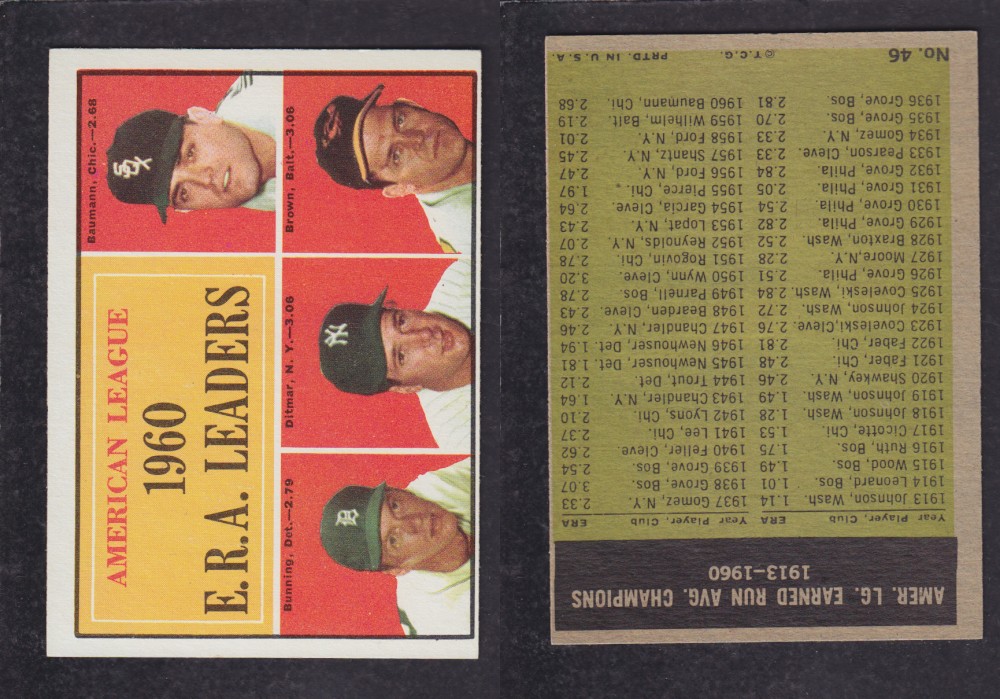 AMERICAN LEAGUE
1960
E.R.A. LEADERS
Baumann, Chic.—2.68
Bunning, Det.—2.79
Ditmar, N. Y.—3.06
Brown, Balt.—3.06
AMER. LG. EARNED RUN AVG. CHAMPIONS
1913–1960
Year Player, Club ERA Year Player, Club ERA
1913 Johnson, Wash. 1.14 1937 Gomez, N.Y. 2.33
1914 Leonard, Bos. 1.01 1938 Grove, Bos. 3.07
1915 Wood, Bos. 1.49 1939 Grove, Bos. 2.54
1916 Ruth, Bos. 1.75 1940 Feller, Cleve. 2.62
1917 Cicotte, Chi. 1.53 1941 Lee, Chi. 2.37
1918 Johnson, Wash. 1.28 1942 Lyons, Chi. 2.10
1919 Johnson, Wash. 1.49 1943 Chandler, N.Y. 1.64
1920 Shawkey, N.Y. 2.46 1944 Trout, Det. 2.12
1921 Faber, Chi. 2.48 1945 Newhouser, Det. 1.81
1922 Faber, Chi. 2.81 1946 Newhouser, Det. 1.94
1923 Coveleski,Cleve. 2.76 1947 Chandler, N.Y. 2.46
1924 Johnson, Wash. 2.72 1948 Bearden, Cleve. 2.43
1925 Coveleski, Wash. 2.84 1949 Parnell, Bos. 2.78
1926 Grove, Phila. 2.51 1950 Wynn, Cleve. 3.20
1927 Moore, N.Y. 2.28 1951 Rogovin, Chi. 2.78
1928 Braxton, Wash. 2.52 1952 Reynolds, N.Y. 2.07
1929 Grove, Phila. 2.82 1953 Lopat, N.Y. 2.43
1930 Grove, Phila. 2.54 1954 Garcia, Cleve. 2.64
1931 Grove, Phila. 2.05 1955 Pierce, Chi. 1.97
1932 Grove, Phila. 2.84 1956 Ford, N.Y. 2.47
1933 Pearson, Cleve. 2.33 1957 Shantz, N.Y. 2.45
1934 Gomez, N.Y. 2.33 1958 Ford, N.Y. 2.01
1935 Grove, Bos. 2.70 1959 Wilhelm, Balt. 2.19
1936 Grove, Bos. 2.81 1960 Baumann, Chi. 2.68
No. 46 ©T.C.G. PRTD. IN U.S.A.